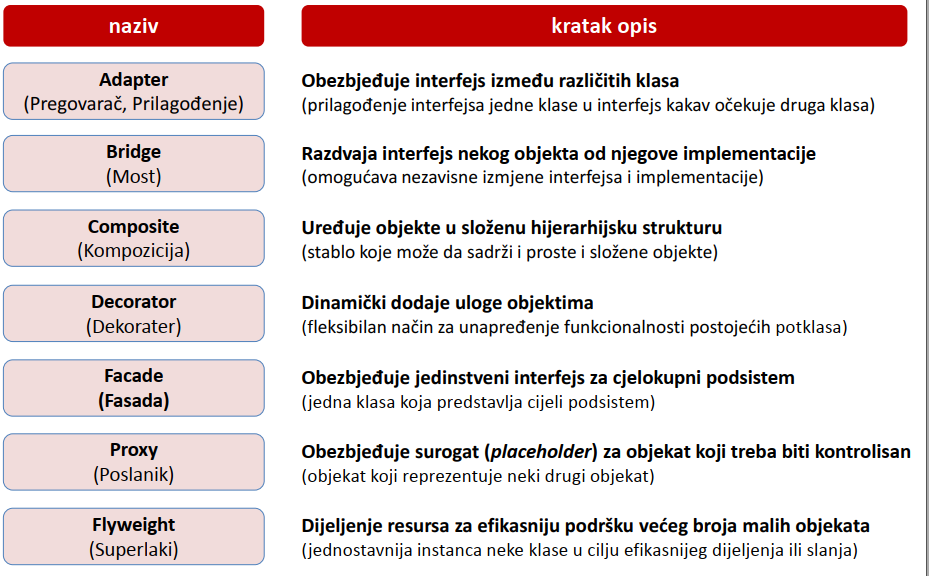 naziv
kratak opis
Adapter
(Pregovarač, Prilagođenje)
Obezbjeđuje interfejs između različitih klasa
(prilagođenje interfejsa jedne klase u interfejs kakav očekuje druga klasa)
Bridge
(Most)
Razdvaja interfejs nekog objekta od njegove implementacije
(omogućava nezavisne izmjene interfejsa i implementacije)
Composite
(Kompozicija)
Uređuje objekte u složenu hijerarhijsku strukturu
(stablo koje može da sadrži i proste i složene objekte)
Decorator
(Dekorater)
Dinamički dodaje uloge objektima
(fleksibilan način za unapređenje funkcionalnosti postojećih potklasa)
Facade
(Fasada)
Obezbjeđuje jedinstveni interfejs za cjelokupni podsistem
(jedna klasa koja predstavlja cijeli podsistem)
Proxy
(Poslanik)
Obezbjeđuje surogat (placeholder) za objekat koji treba biti kontrolisan
(objekat koji reprezentuje neki drugi objekat)
Flyweight
(Superlaki)
Dijeljenje resursa za efikasniju podršku većeg broja malih objekata
(jednostavnija instanca neke klase u cilju efikasnijeg dijeljenja ili slanja)